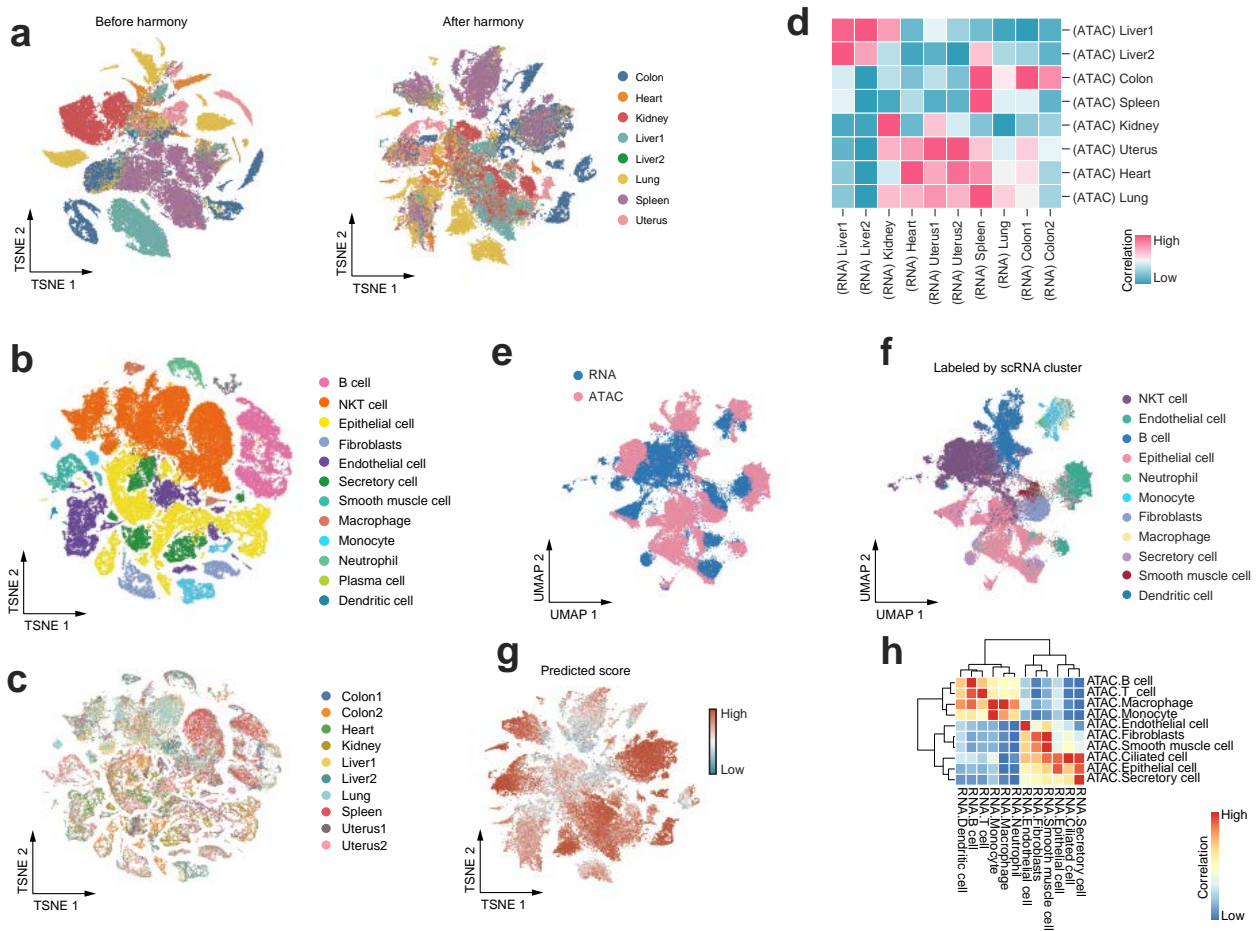 a
Before harmony
After harmony
Colon
Heart
Kidney
Liver1
Liver2
Lung
Spleen
Uterus
TSNE 2
TSNE 1
TSNE 2
TSNE 1
d
(ATAC) Liver1
(ATAC) Liver2
(ATAC) Colon
(ATAC) Spleen
(ATAC) Kidney
(ATAC) Uterus
(ATAC) Heart
(ATAC) Lung
(RNA) Liver1
(RNA) Liver2
(RNA) Kidney
(RNA) Heart
(RNA) Uterus1
(RNA) Uterus2
(RNA) Spleen
(RNA) Lung
(RNA) Colon1
(RNA) Colon2
Correlation
High
Low
b
B cell
NKT cell
Epithelial cell
Fibroblasts
Endothelial cell
Secretory cell
Smooth muscle cell
Macrophage
Monocyte
Neutrophil
Plasma cell
Dendritic cell
TSNE 2
TSNE 1
e
RNA
ATAC
UMAP 2
UMAP 1
f
Labeled by scRNA cluster
NKT cell
Endothelial cell
B cell
Epithelial cell
Neutrophil
Monocyte
Fibroblasts
Macrophage
Secretory cell
Smooth muscle cell
Dendritic cell
UMAP 2
UMAP 1
c
Colon1
Colon2
Heart
Kidney
Liver1
Liver2
Lung
Spleen
Uterus1
Uterus2
TSNE 2
TSNE 1
g
Predicted score
High
Low
TSNE 2
TSNE 1
h
ATAC.B cell
ATAC.T_cell
ATAC.Macrophage
ATAC.Monocyte
ATAC.Endothelial cell
ATAC.Fibroblasts
ATAC.Smooth muscle cell
ATAC.Ciliated cell
ATAC.Epithelial cell
ATAC.Secretory cell
RNA.Dendritic cell
RNA.B cell
RNA.T cell
RNA.Monocyte
RNA.Macrophage
RNA.Neutrophil
RNA.Endothelial cell
RNA.Fibroblasts
RNA.Smooth muscle cell
RNA.Epithelial cell
RNA.Ciliated cell
RNA.Secretory cell
Correlation
High
Low